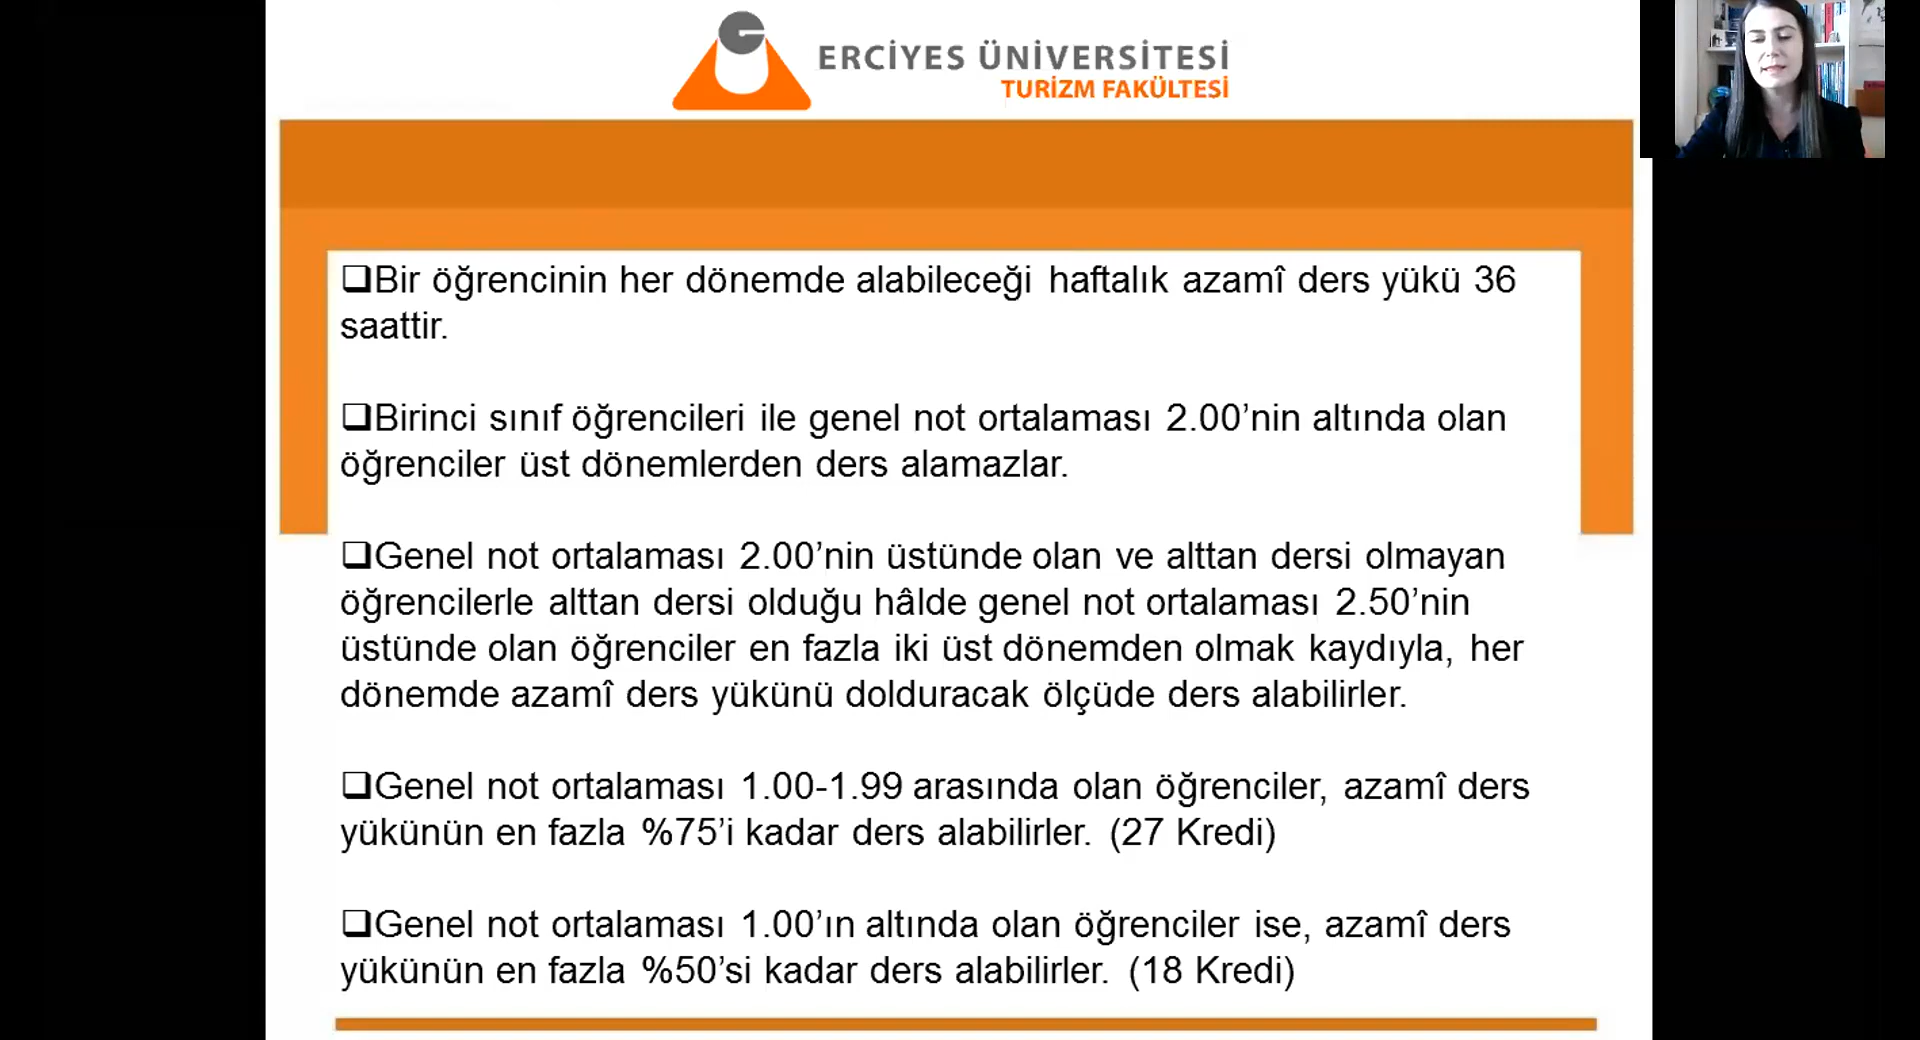 ERCİYES ÜNİVERSİTESİ
TURİZM FAKÜLTESİ
❑Bir öğrencinin her dönemde alabileceği haftalık azamî ders yükü 36
saattir.
❑Birinci sınıf öğrencileri ile genel not ortalaması 2.00’nin altında olan
öğrenciler üst dönemlerden ders alamazlar.
❑Genel not ortalaması 2.00’nin üstünde olan ve alttan dersi olmayan
öğrencilerle alttan dersi olduğu hâlde genel not ortalaması 2.50’nin
üstünde olan öğrenciler en fazla iki üst dönemden olmak kaydıyla, her
dönemde azamî ders yükünü dolduracak ölçüde ders alabilirler.
❑Genel not ortalaması 1.00-1.99 arasında olan öğrenciler, azamî ders
yükünün en fazla %75’i kadar ders alabilirler. (27 Kredi)
❑Genel not ortalaması 1.00’ın altında olan öğrenciler ise, azamî ders
yükünün en fazla %50’si kadar ders alabilirler. (18 Kredi)